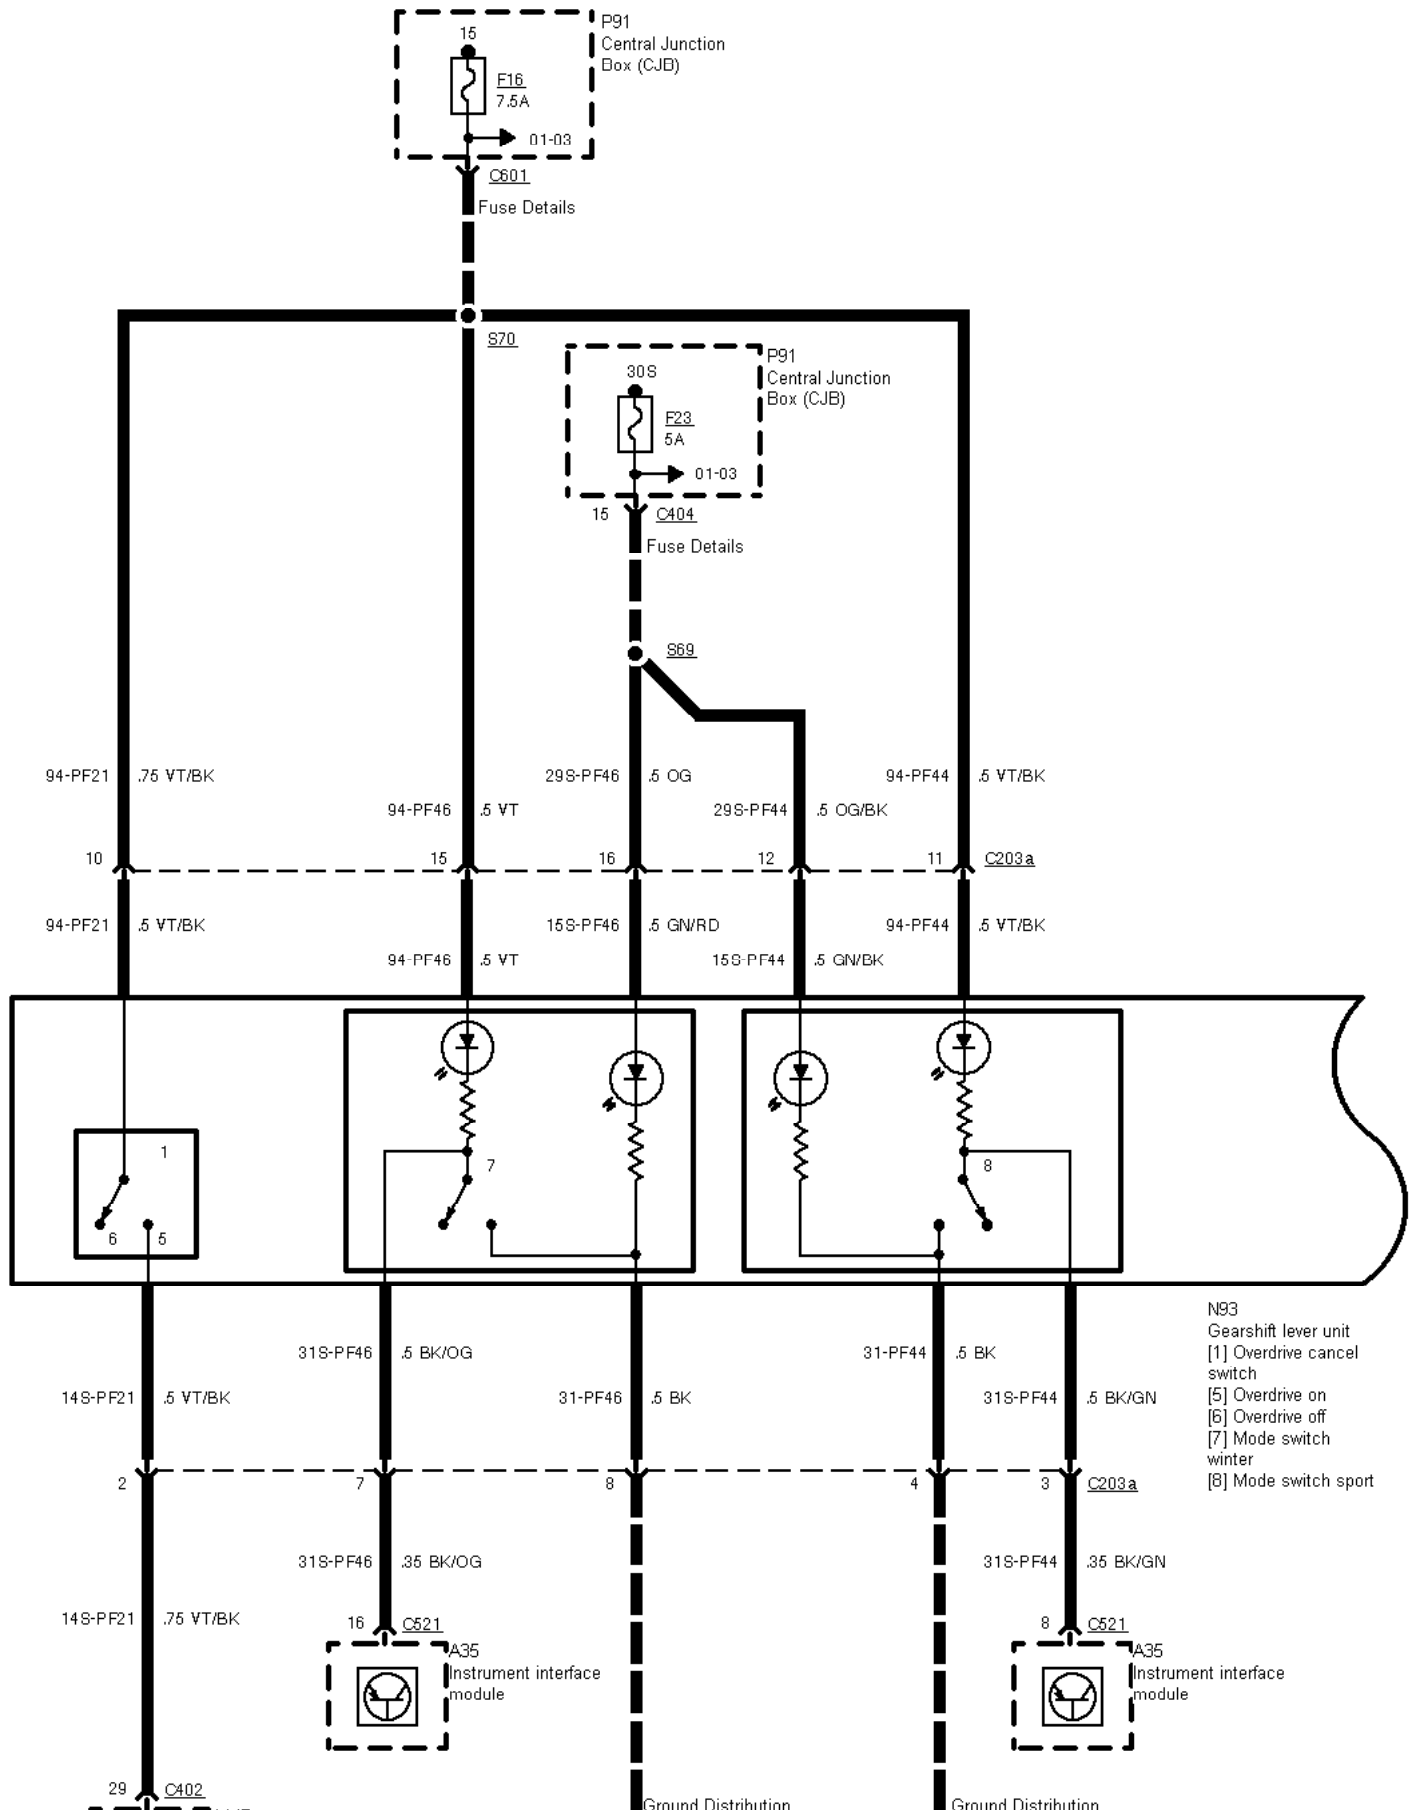 P91
Central Junction
Box (CJB)
15
F16
7.5A
01-03
C601
Fuse Details
S70
P91
Central Junction
Box (CJB)
30S
F23
5A
01-03
15
C404
Fuse Details
S69
94-PF21 .75 VT/BK
29S-PF46 .5 OG
94-PF44 .5 VT/BK
94-PF46 .5 VT
29S-PF44 .5 OG/BK
10 15 16 12 11 C203a
94-PF21 .5 VT/BK
15S-PF46 .5 GN/RD
94-PF44 .5 VT/BK
94-PF46 .5 VT
15S-PF44 .5 GN/BK
1
7
8
6 5
N93
Gearshift lever unit
[1] Overdrive cancel
switch
[5] Overdrive on
[6] Overdrive off
[7] Mode switch
winter
[8] Mode switch sport
31S-PF46 .5 BK/OG
31-PF44 .5 BK
14S-PF21 .5 VT/BK
31-PF46 .5 BK
31S-PF44 .5 BK/GN
2 7 8 4 3 C203a
31S-PF46 .35 BK/OG
31S-PF44 .35 BK/GN
14S-PF21 .75 VT/BK
16 C521
8 C521
A35
Instrument interface
module
A35
Instrument interface
module
29 C402
Ground Distribution
Ground Distribution